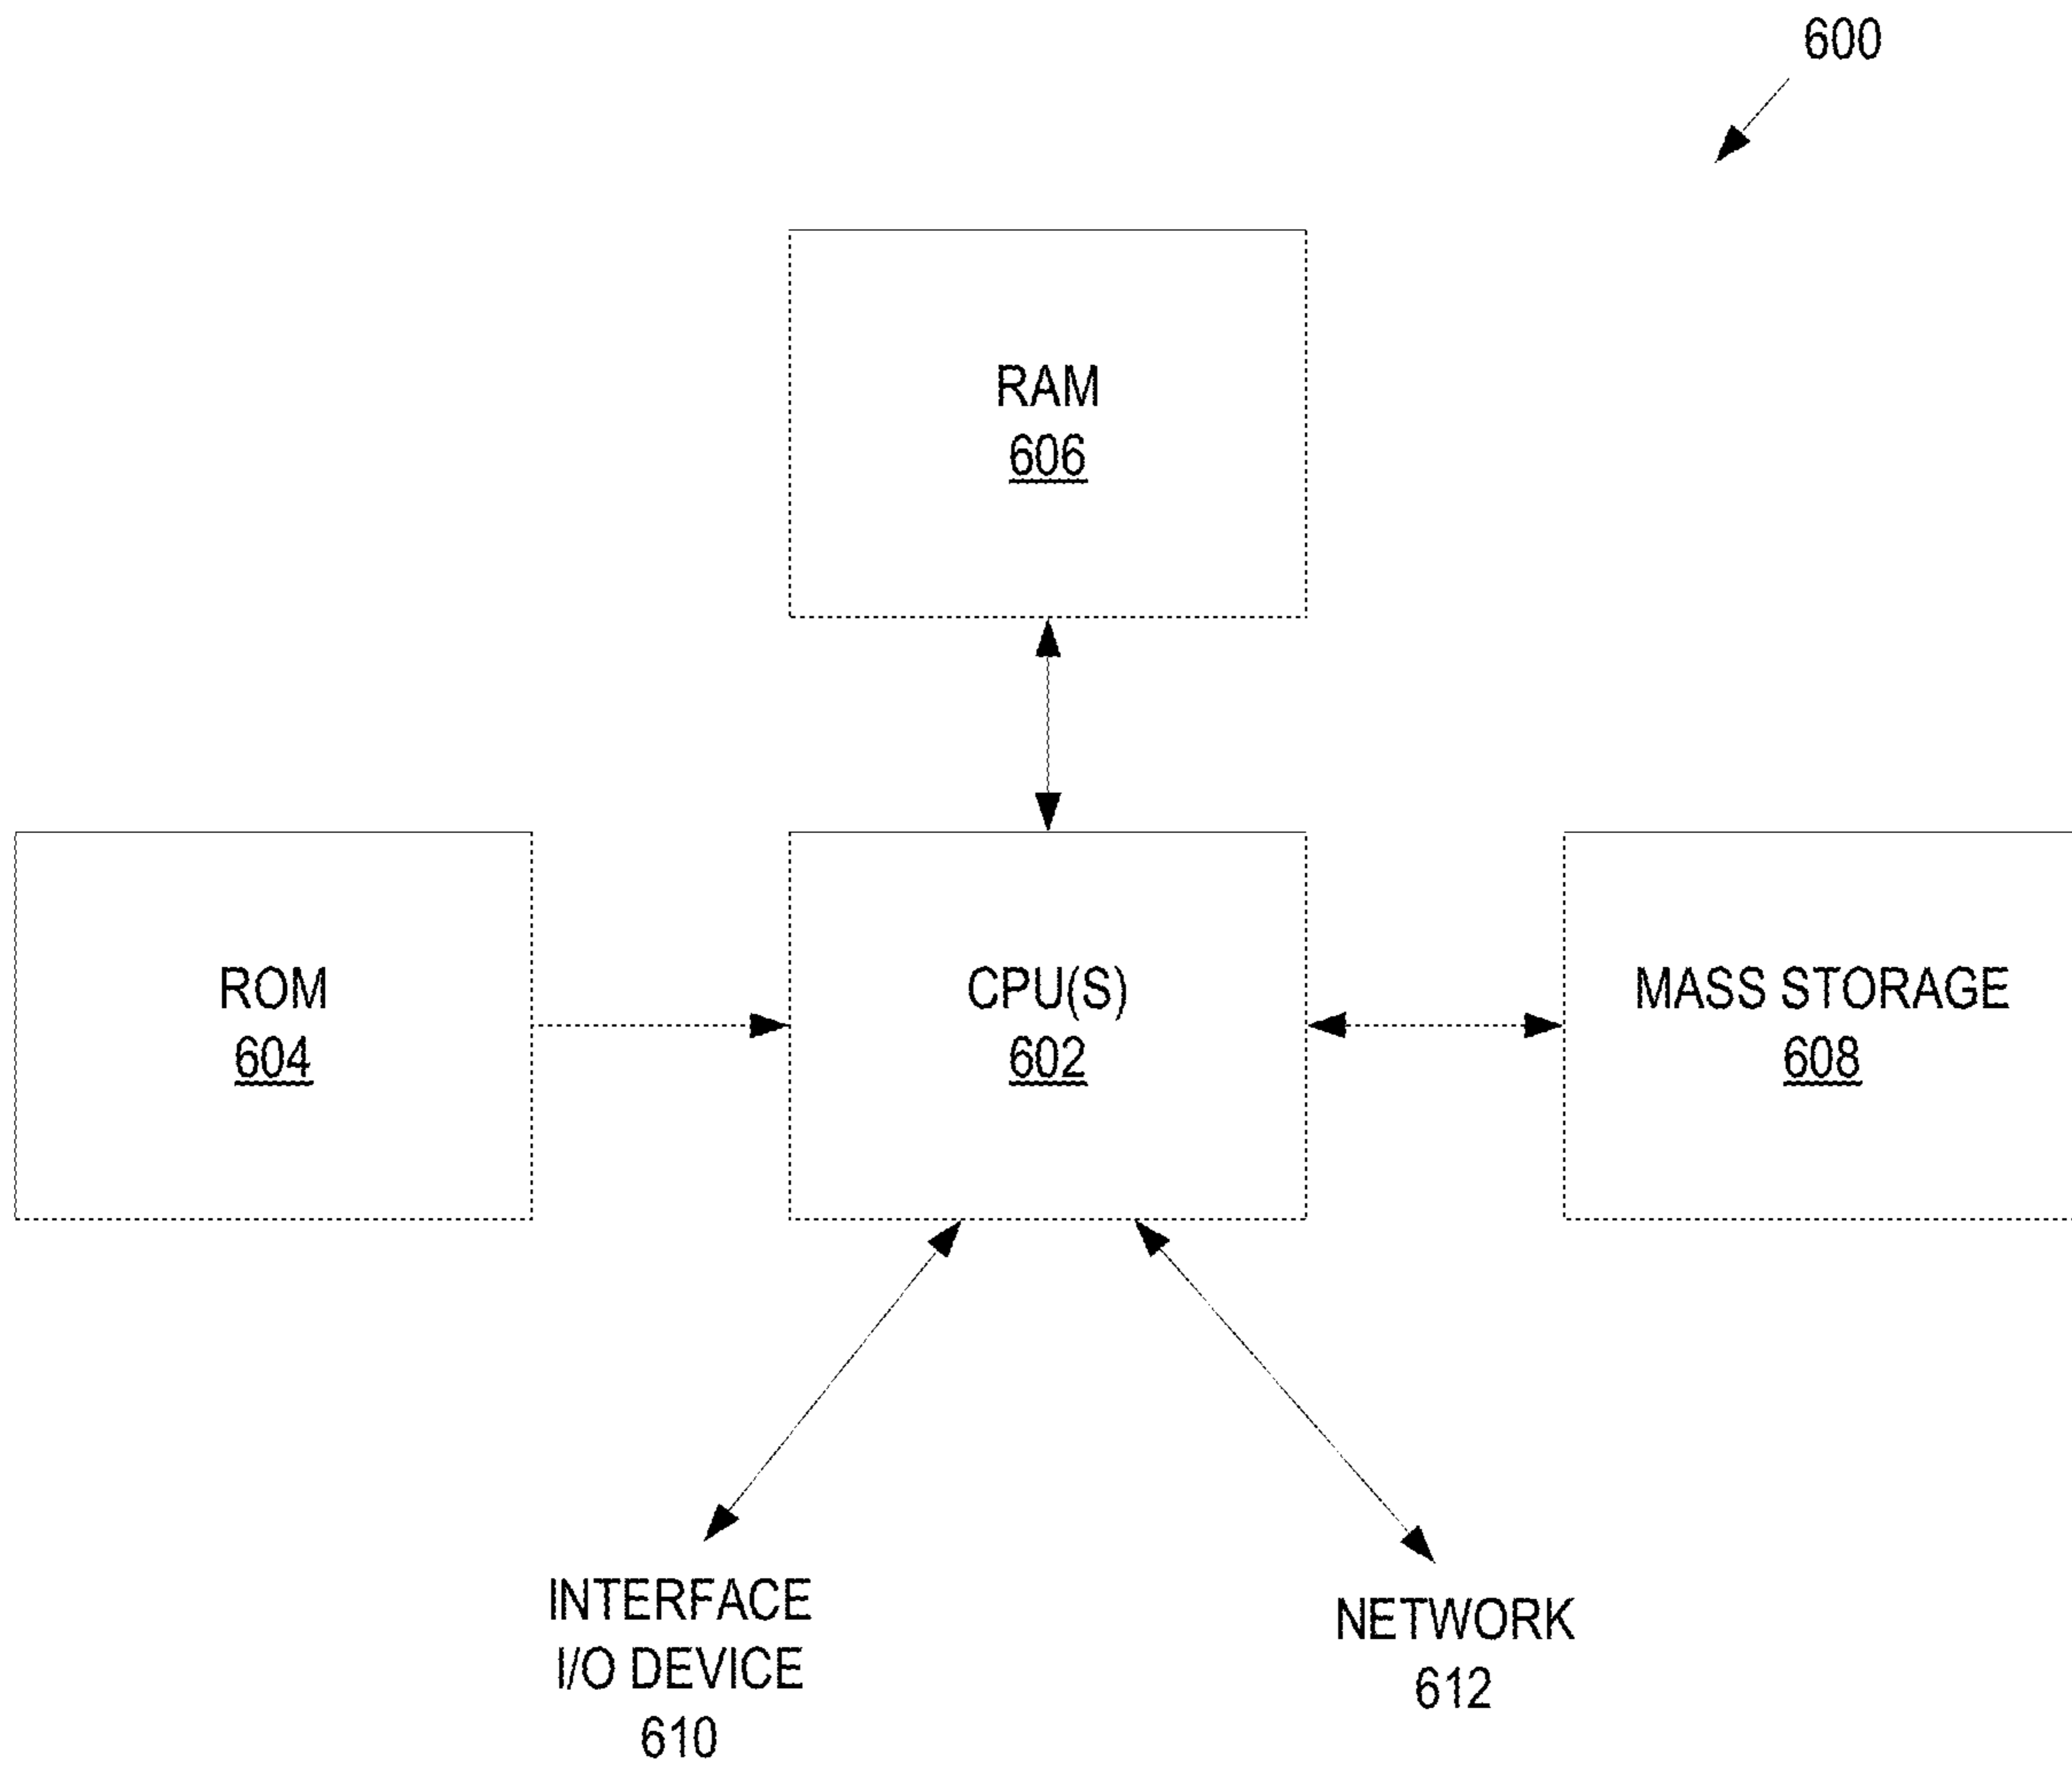 600
RAM
606
ROM
604
CPU(S)
602
MASS STORAGE
608
INTERFACE
I/O DEVICE
610
NETWORK
612